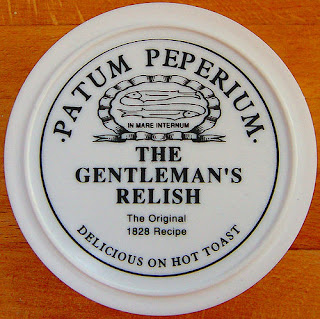 ·PATUM PEPERIUM·
IN MARE INTERNUM
THE
GENTLEMAN'S
RELISH
The Original
1828 Recipe
DELICIOUS ON HOT TOAST